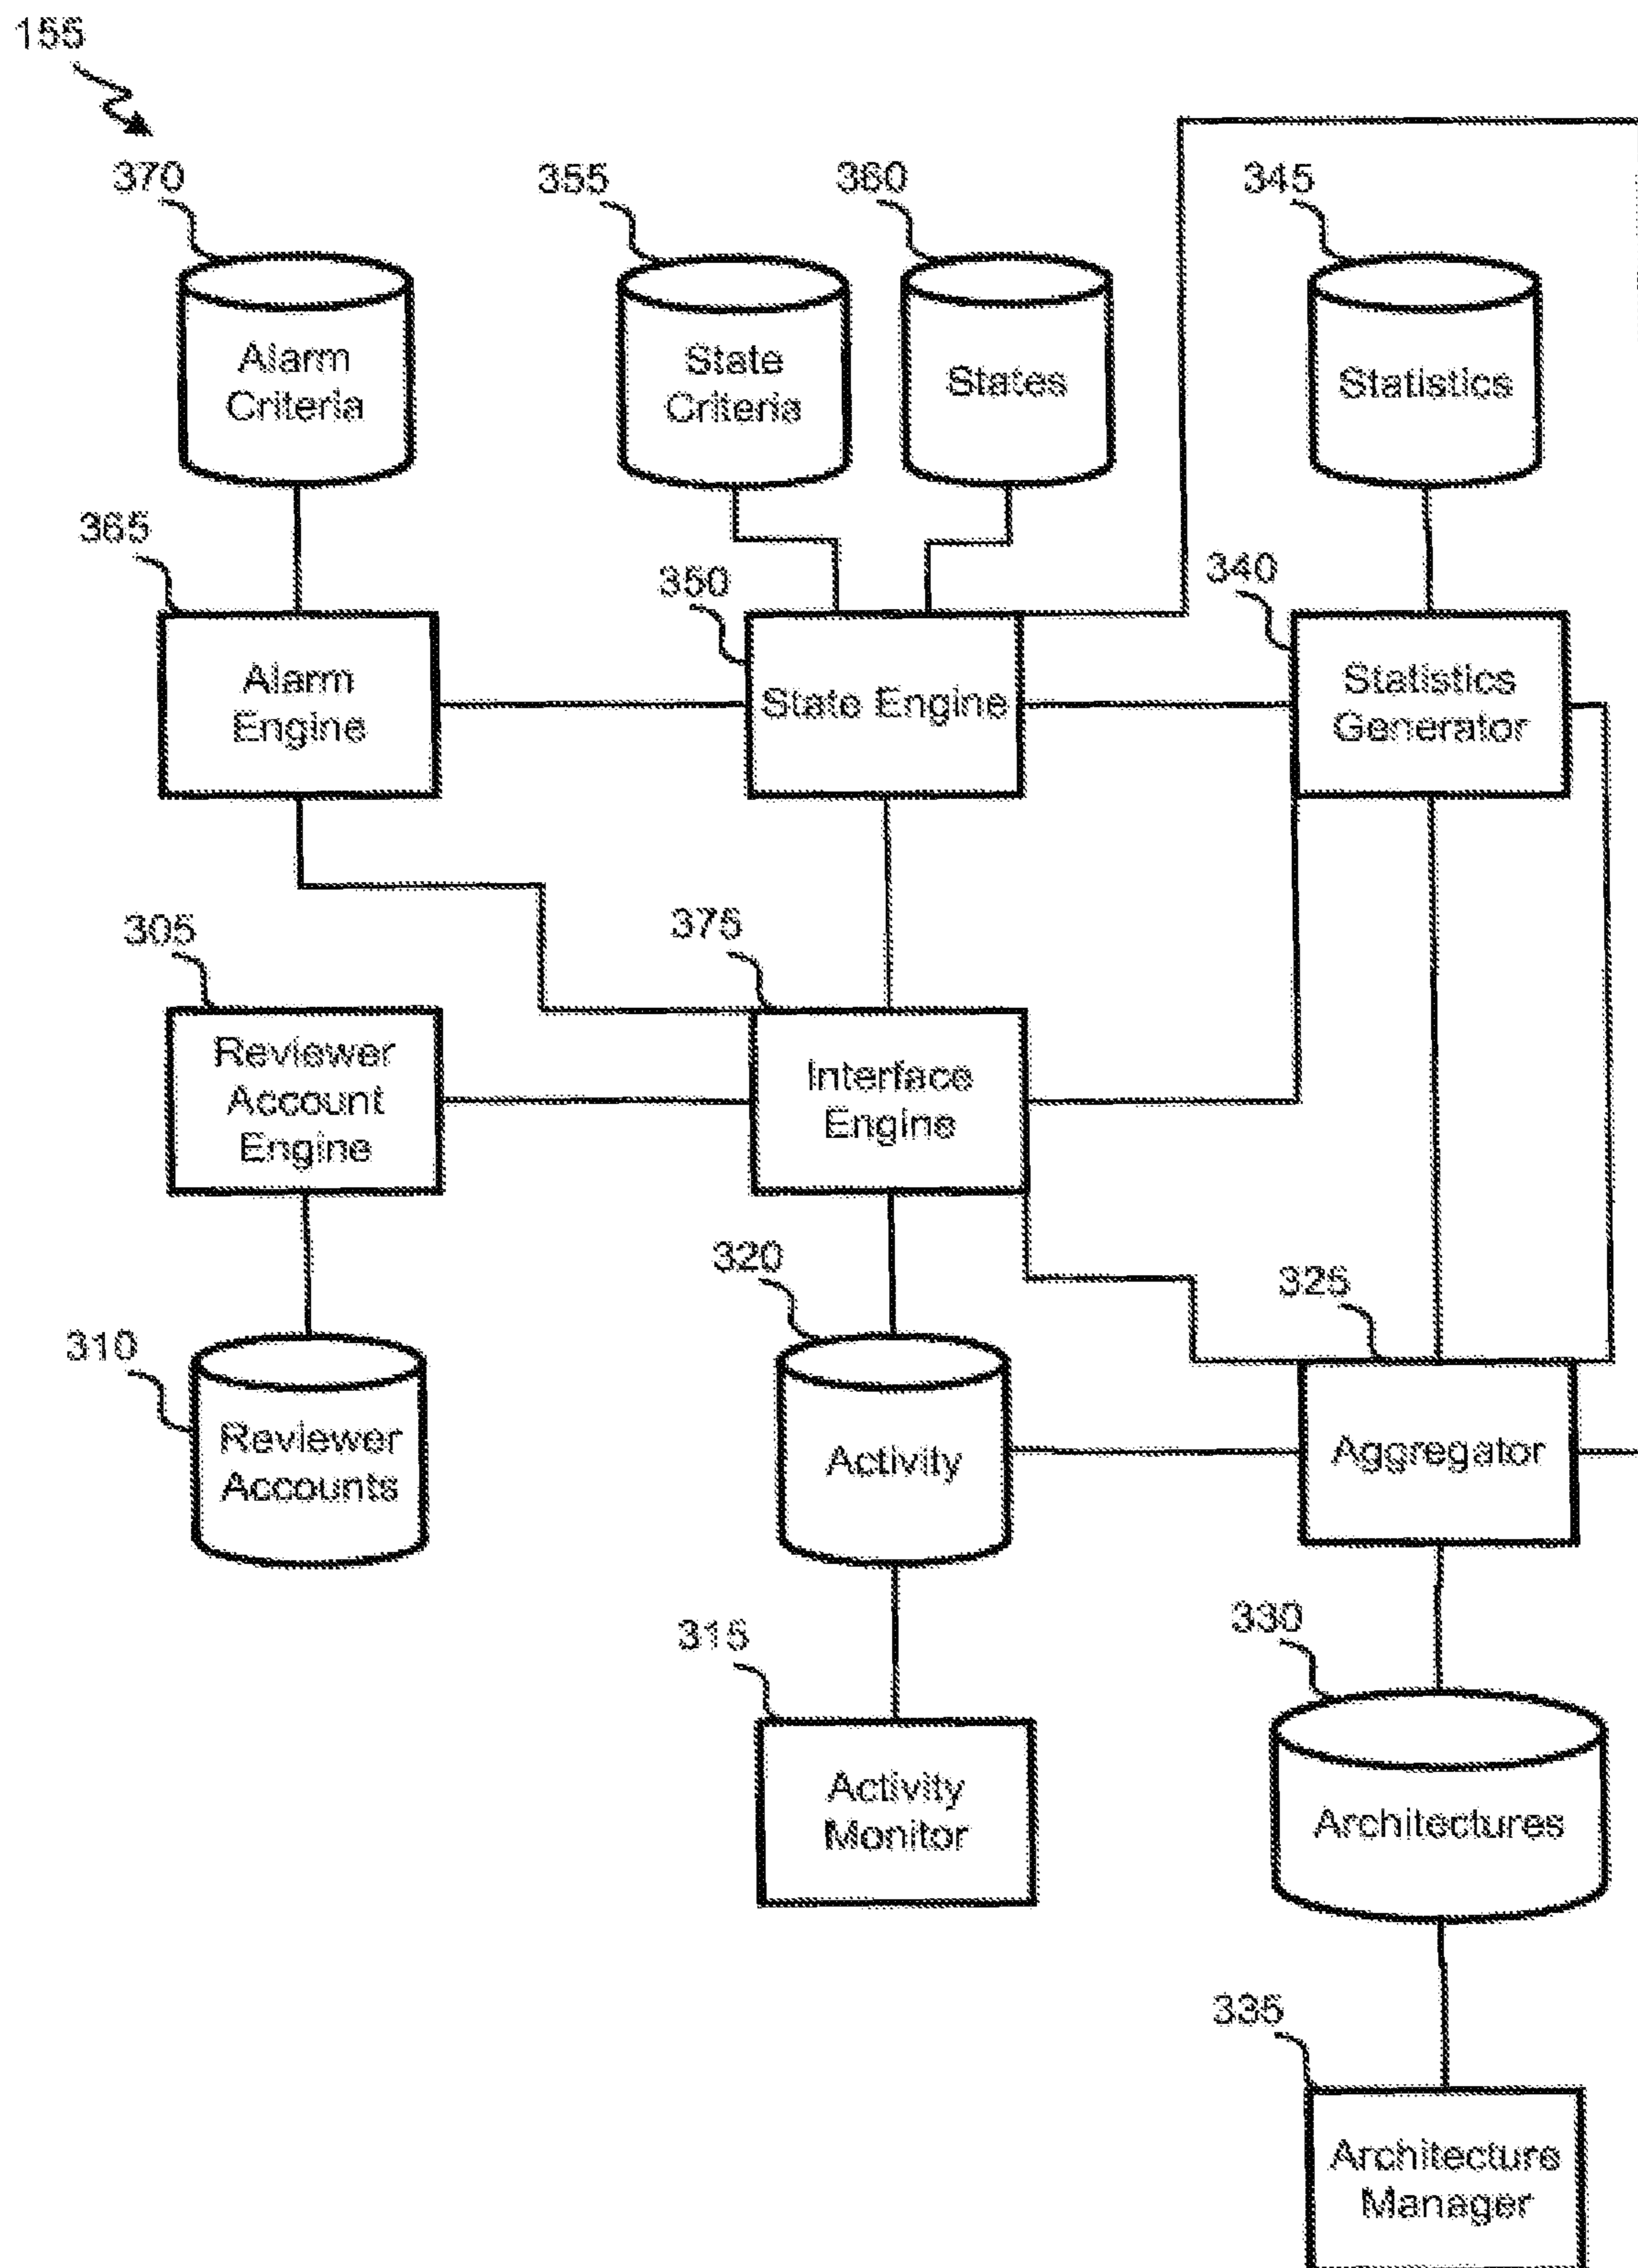 155
370
355
360
345
Alarm
Criteria
State
Criteria
States
Statistics
365
350
340
Alarm
Engine
State Engine
Statistics
Generator
305
375
Reviewer
Account
Engine
Interface
Engine
320
325
310
Reviewer
Accounts
Activity
Aggregator
315
330
Activity
Monitor
Architectures
335
Architecture
Manager